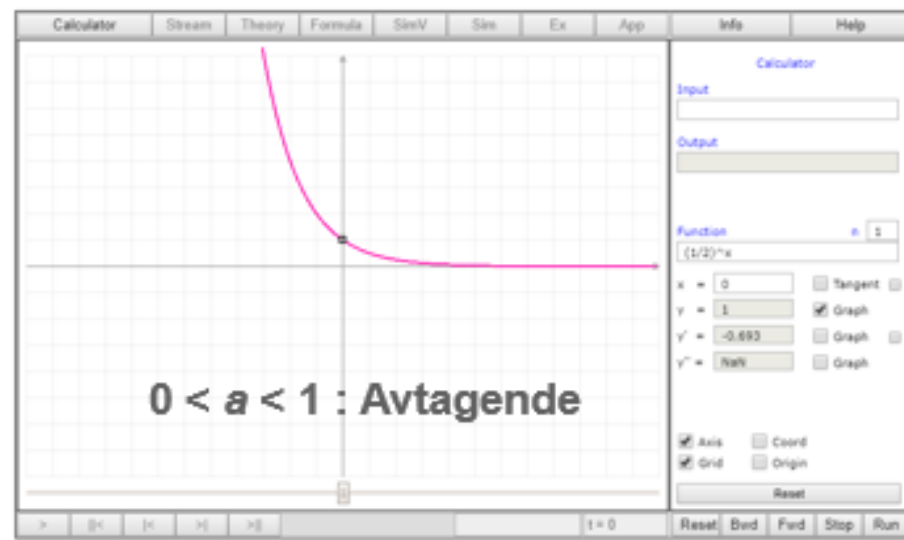 Calculator Stream Theory Formula SimV Sim Ex App Info Help
Calculator
Input
Output
Function n 1
(1/2)^x
x = 0 Tangent
y = 1 Graph
y' = -0.693 Graph
y'' = NaN Graph
0 < a < 1 : Avtagende
Axis Coord
Grid Origin
Reset
> ||< |< >| >|| t = 0 Reset Bwd Fwd Stop Run